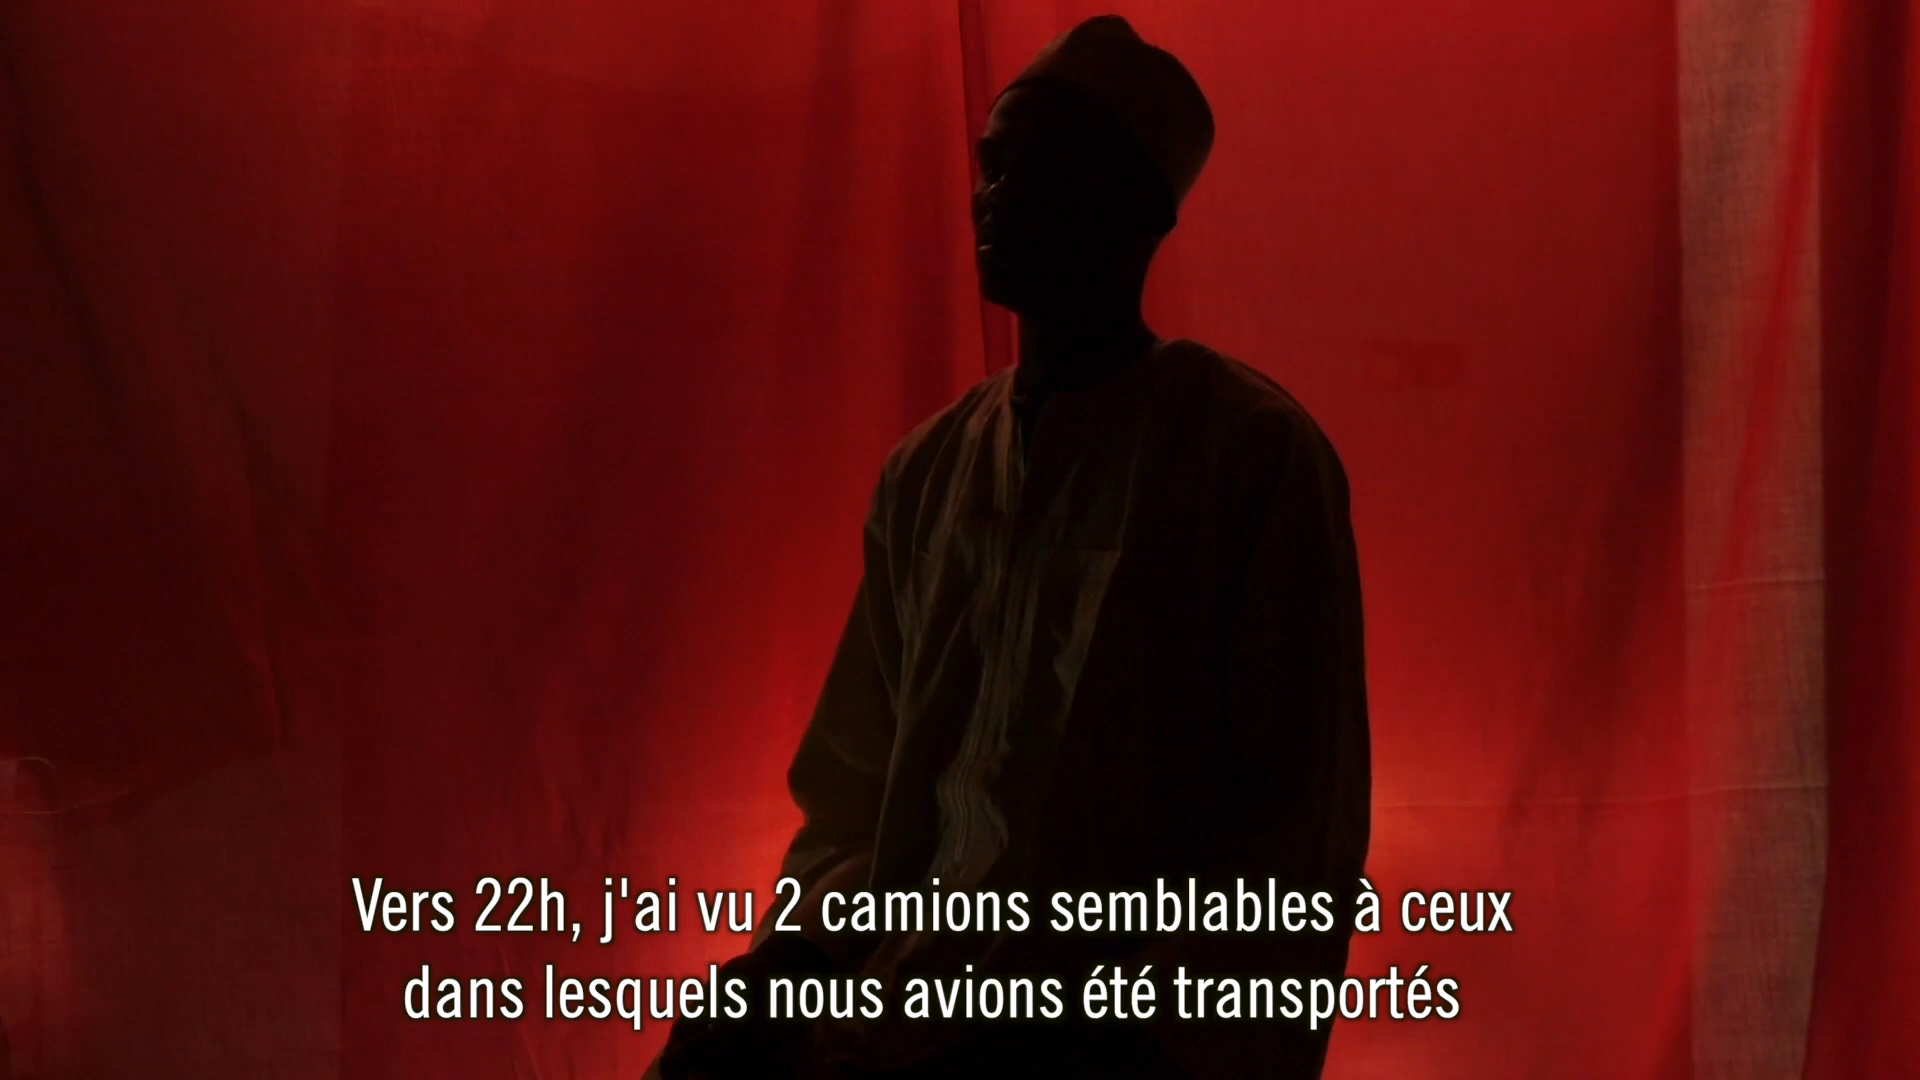 Vers 22h, j'ai vu 2 camions semblables à ceux
dans lesquels nous avions été transportés